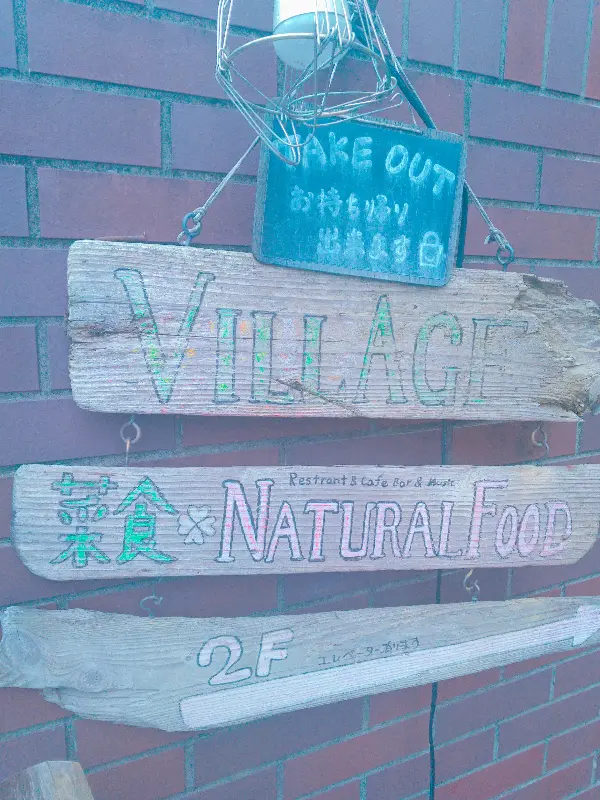 TAKE OUT
お持ち帰り
出来ます
VILLAGE
Restrant & Cafe Bar & Music
菜食 NATURAL FOOD
2F エレベーターあります